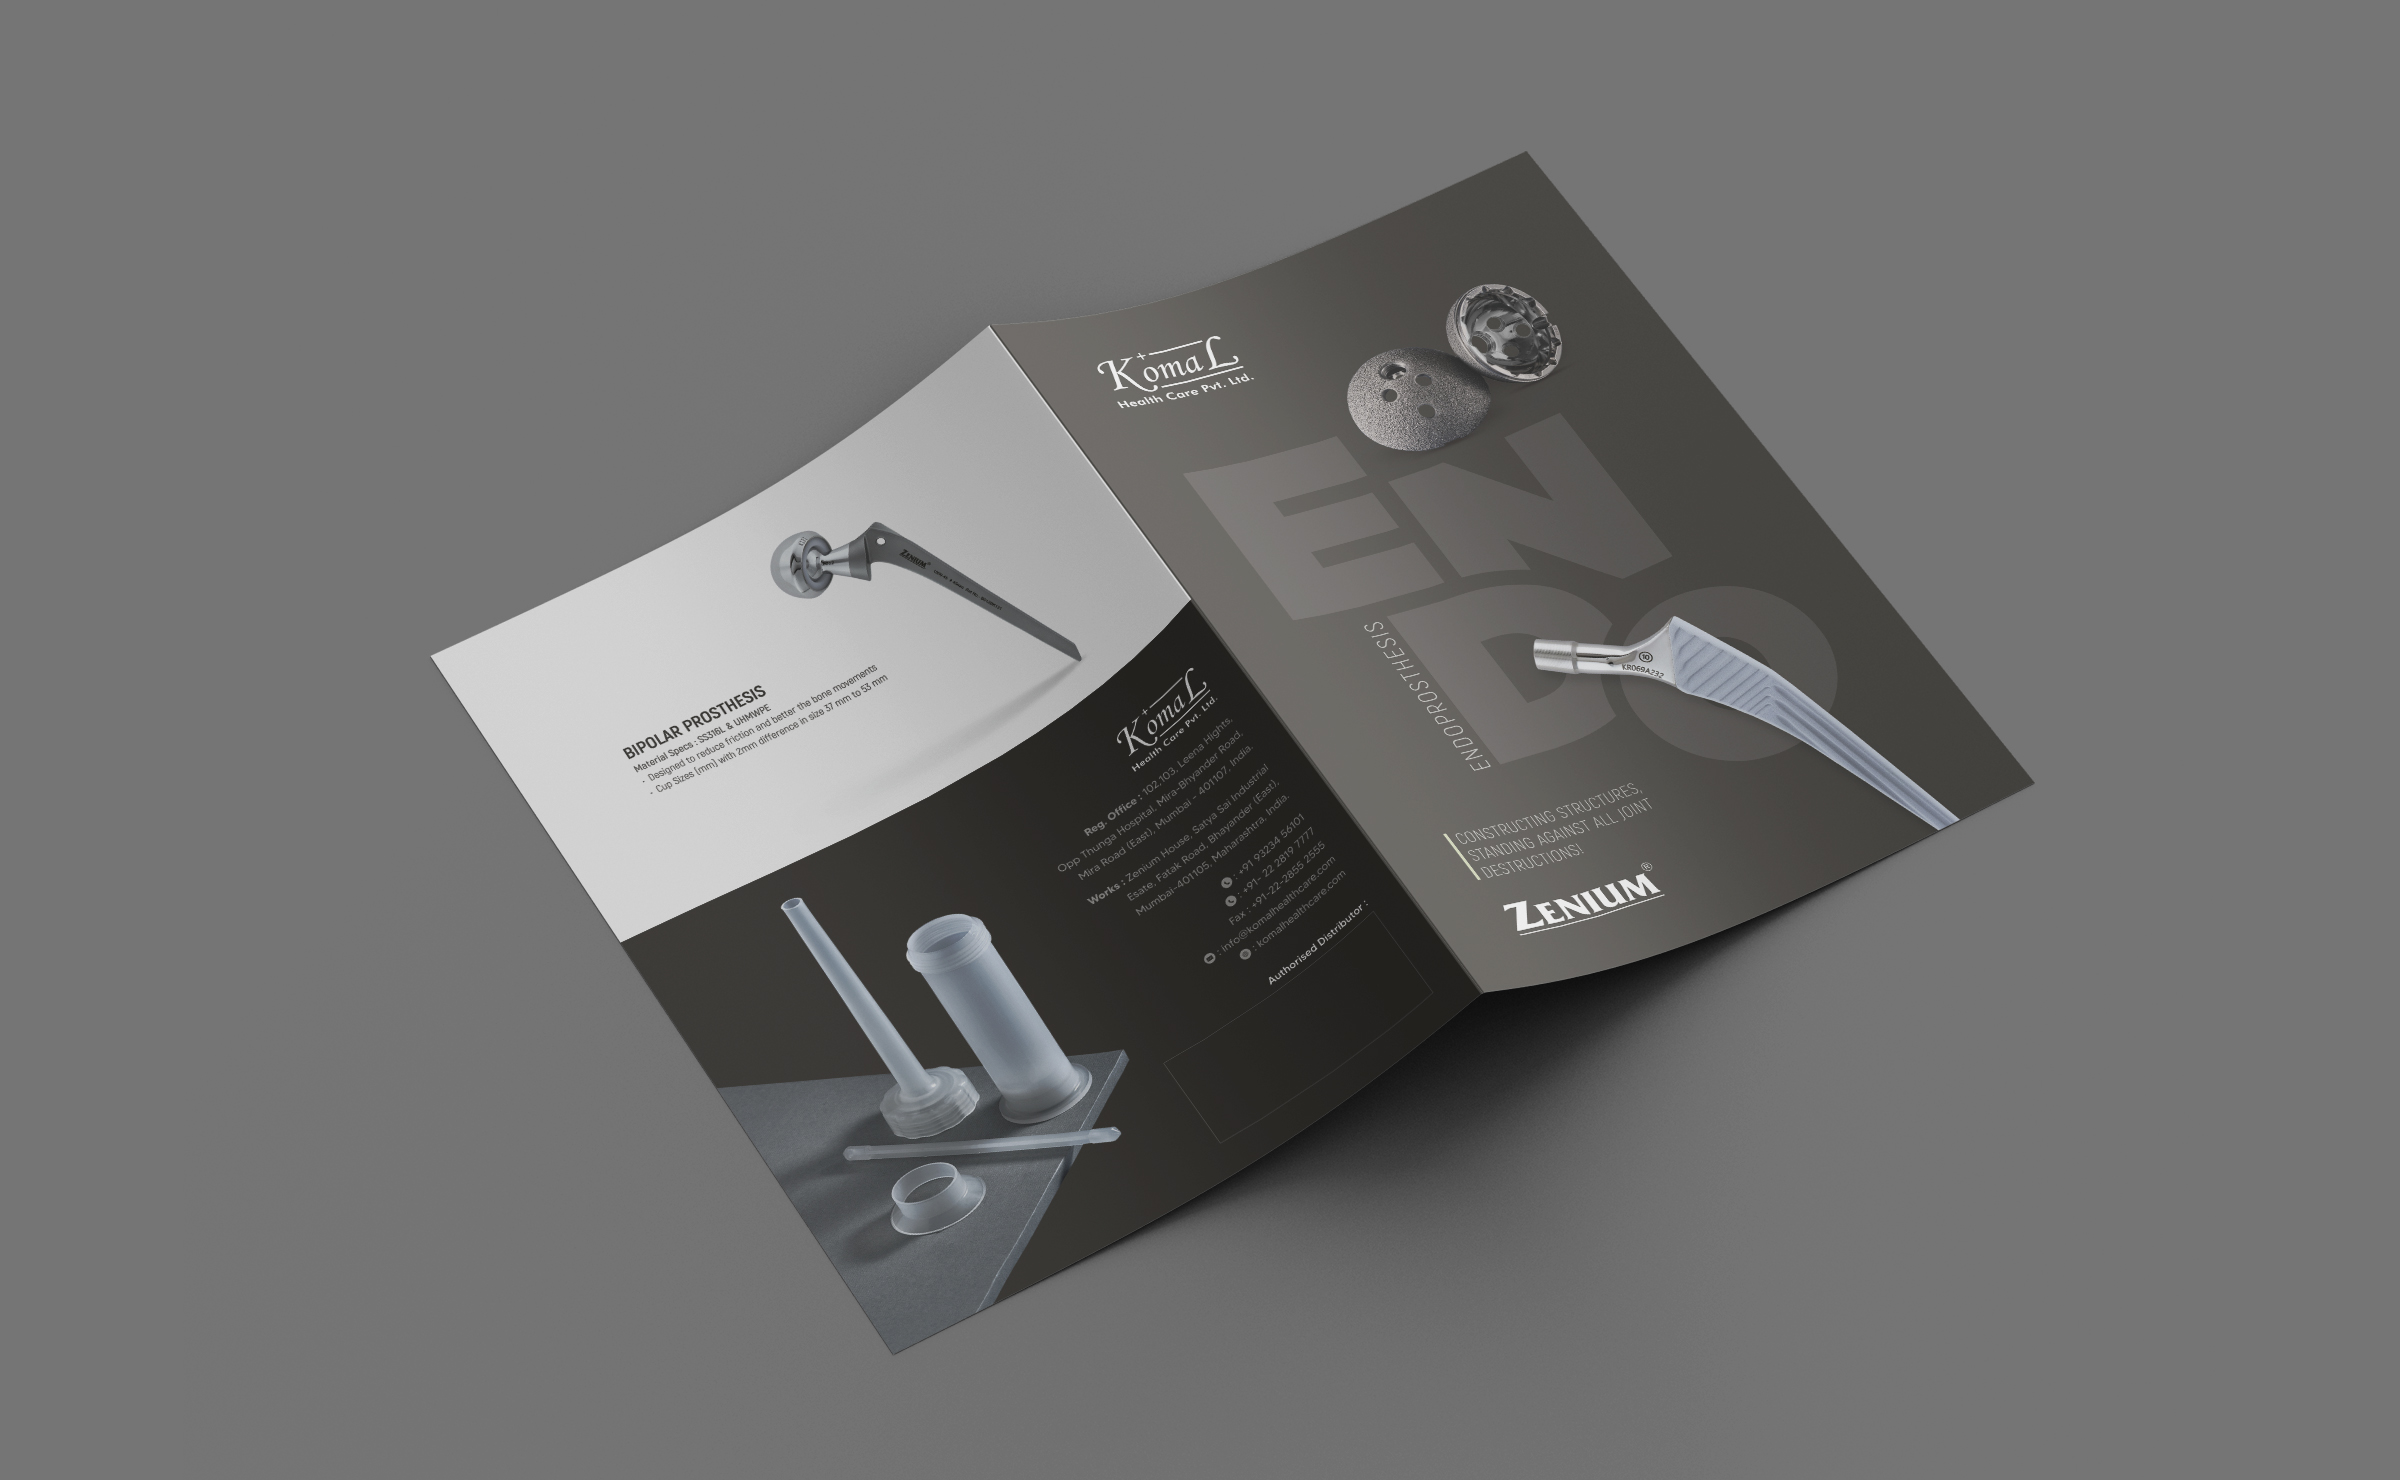 BIPOLAR PROSTHESIS
Material Specs : SS316L & UHMWPE
- Designed to reduce friction and better the bone movements
- Cup Sizes (mm) with 2mm difference in size 37 mm to 53 mm
ZENIUM®
KomaL
Health Care Pvt. Ltd.
Reg. Office : 102,103, Leena Hights,
Opp Thunga Hospital, Mira-Bhyander Road,
Mira Road (East), Mumbai - 401107, India.
Works : Zenium House, Satya Sai Industrial
Esate, Fatak Road, Bhayander (East),
Mumbai-401105, Maharashtra, India.
: +91 93234 56101
: +91- 22 2819 7777
Fax : +91-22-2855 2555
: info@komalhealthcare.com
: komalhealthcare.com
Authorised Distributor :
KomaL
Health Care Pvt. Ltd.
EN
DO
ENDOPROSTHESIS
10
KR069A232
CONSTRUCTING STRUCTURES,
STANDING AGAINST ALL JOINT
DESTRUCTIONS!
ZENIUM®